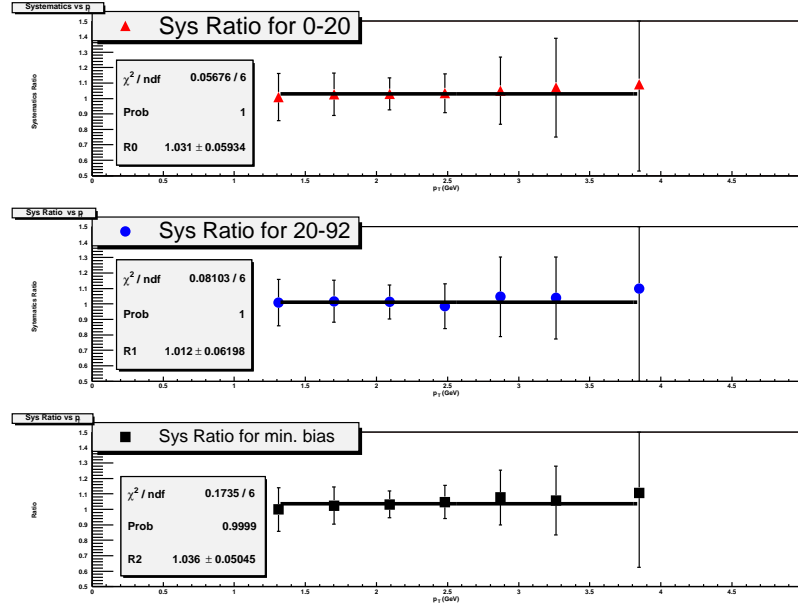 Systematics vs p_T
Sys Ratio for 0-20
1.5
1.4
1.3
1.2
1.1
1
0.9
0.8
0.7
0.6
0.5
Systematics Ratio
χ² / ndf 0.05676 / 6
Prob 1
R0 1.031 ± 0.05934
0 0.5 1 1.5 2 2.5 3 3.5 4 4.5
p_T (GeV)
Sys Ratio vs p_T
Sys Ratio for 20-92
1.5
1.4
1.3
1.2
1.1
1
0.9
0.8
0.7
0.6
0.5
Sytematics Ratio
χ² / ndf 0.08103 / 6
Prob 1
R1 1.012 ± 0.06198
0 0.5 1 1.5 2 2.5 3 3.5 4 4.5
p_T (GeV)
Sys Ratio vs p_T
Sys Ratio for min. bias
1.5
1.4
1.3
1.2
1.1
1
0.9
0.8
0.7
0.6
0.5
Ratio
χ² / ndf 0.1735 / 6
Prob 0.9999
R2 1.036 ± 0.05045
0 0.5 1 1.5 2 2.5 3 3.5 4 4.5
p_T (GeV)